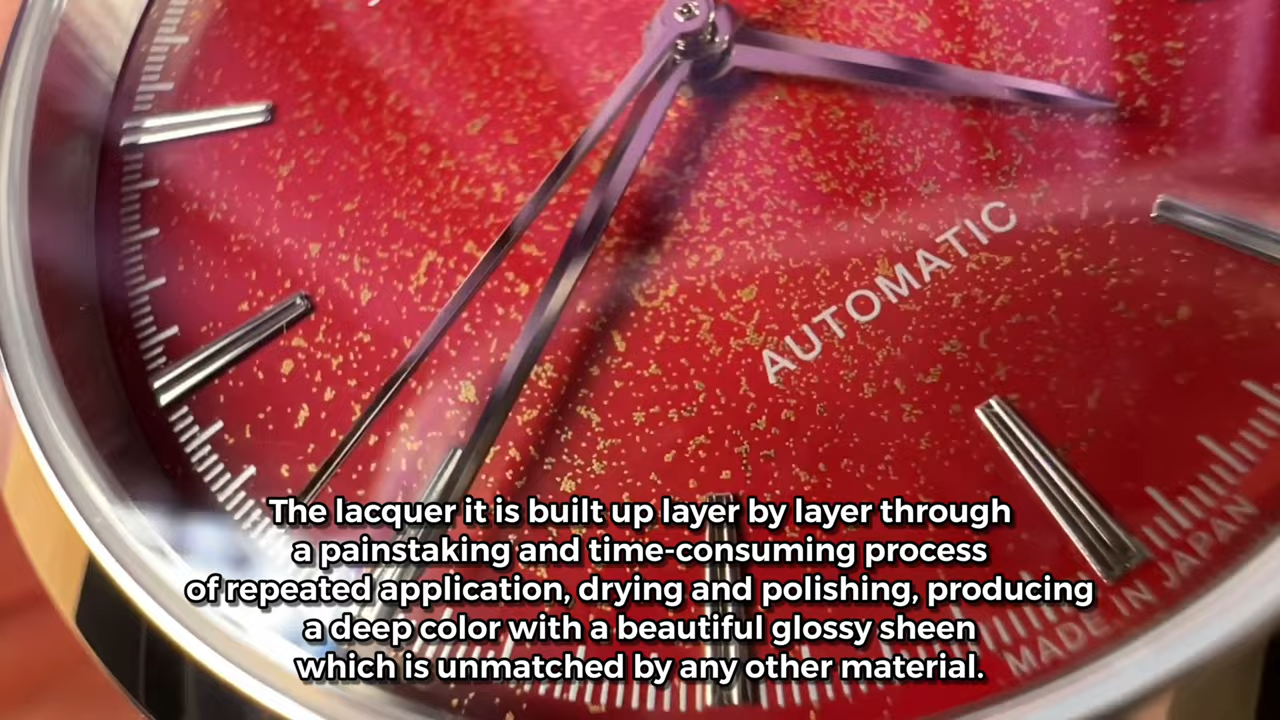 AUTOMATIC
MADE IN JAPAN
The lacquer it is built up layer by layer through
a painstaking and time-consuming process
of repeated application, drying and polishing, producing
a deep color with a beautiful glossy sheen
which is unmatched by any other material.